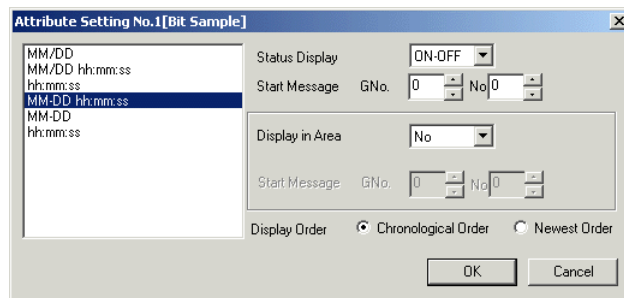 Attribute Setting No.1[Bit Sample]
MM/DD
MM/DD hh:mm:ss
hh:mm:ss
MM-DD hh:mm:ss
MM-DD
hh:mm:ss
Status Display ON-OFF
Start Message GNo. 0 No 0
Display in Area No
Start Message GNo. 0 No 0
Display Order Chronological Order Newest Order
OK Cancel